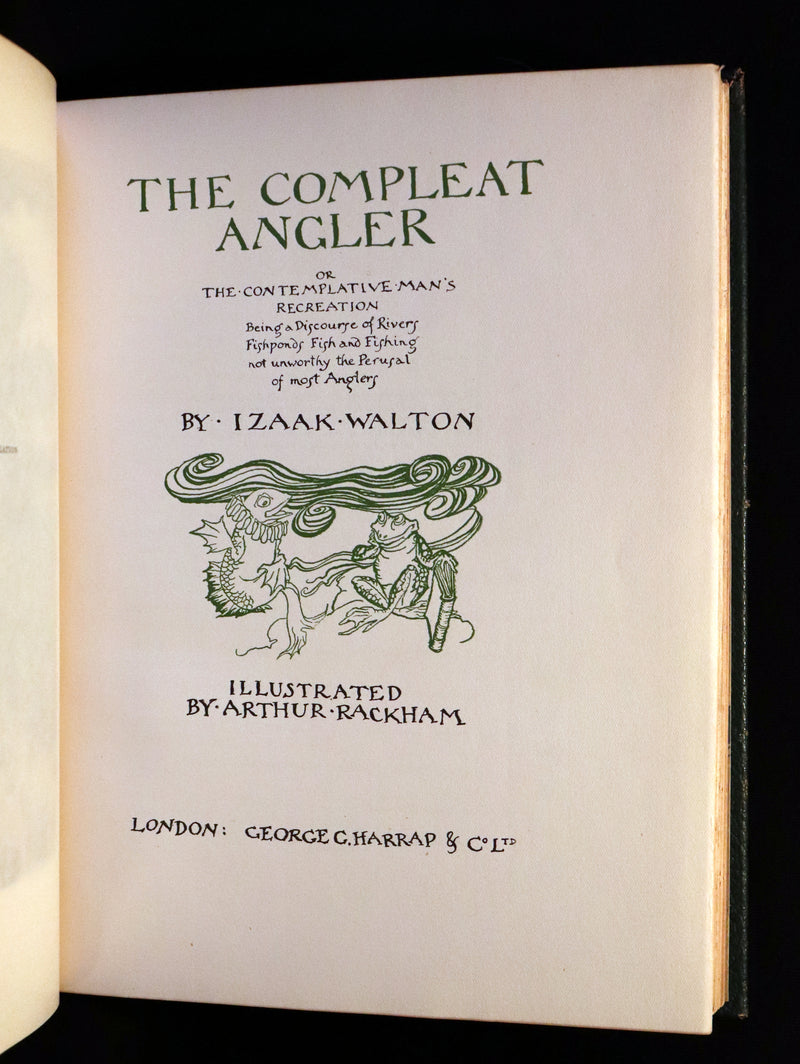 THE COMPLEAT
ANGLER
OR
THE·CONTEMPLATIVE·MAN'S
RECREATION
Being a Discourse of Rivers
Fishponds Fish and Fishing
not unworthy the Perusal
of most Anglers
BY·IZAAK·WALTON
ILLUSTRATED
BY·ARTHUR·RACKHAM
LONDON: GEORGE G. HARRAP & Cº LTD